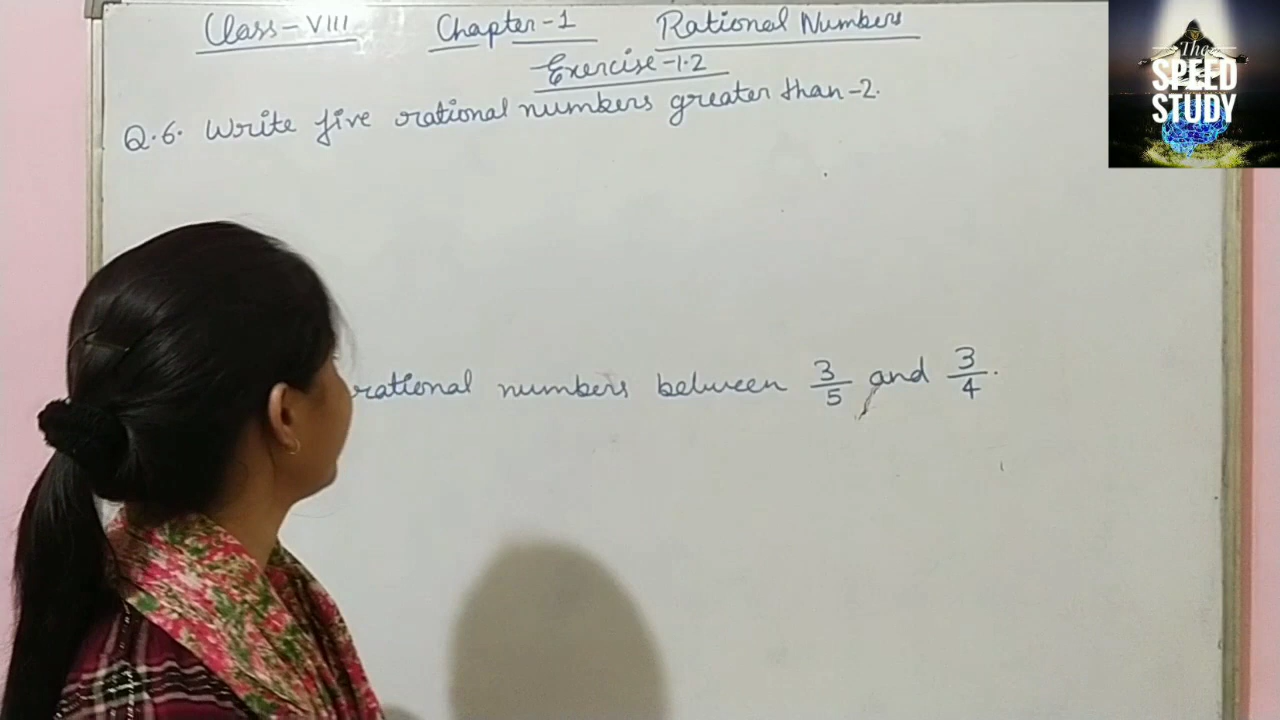 Class-VIII Chapter-1 Rational Numbers
Exercise-1.2
Q.6. Write five rational numbers greater than -2.
rational numbers between 3/5 and 3/4.
The
SPEED
STUDY